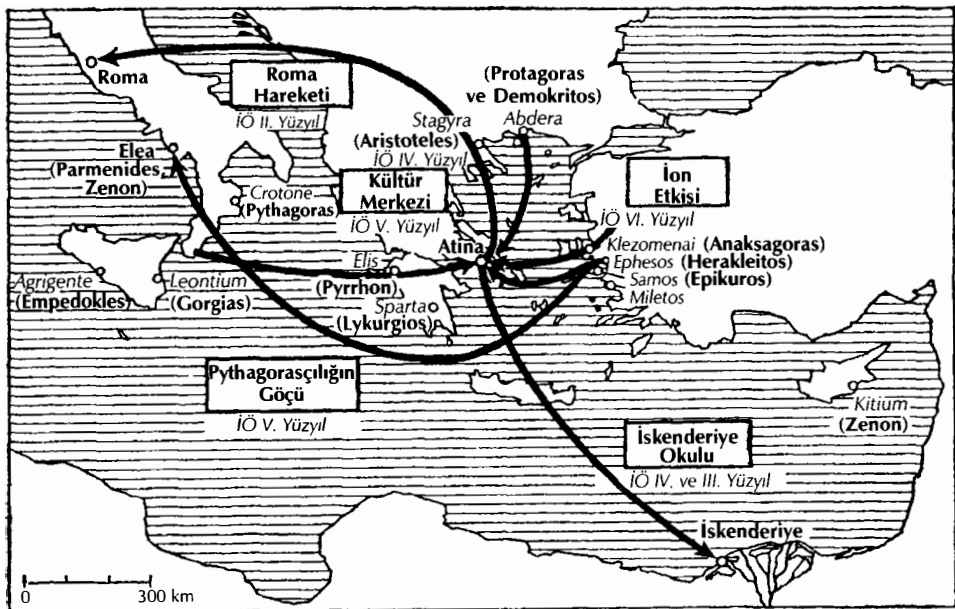 Roma
Roma
Hareketi
İÖ II. Yüzyıl
(Protagoras
ve Demokritos)
Abdera
Stagyra
(Aristoteles)
İÖ IV. Yüzyıl
Elea
(Parmenides,
Zenon)
Crotone
(Pythagoras)
Kültür
Merkezi
İÖ V. Yüzyıl
İon
Etkisi
İÖ VI. Yüzyıl
Atina
Klezomenai (Anaksagoras)
Ephesos (Herakleitos)
Samos (Epikuros)
Miletos
Elis
(Pyrrhon)
Agrigente
(Empedokles)
Leontium
(Gorgias)
Sparta
(Lykurgios)
Pythagorasçılığın
Göçü
İÖ V. Yüzyıl
Kitium
(Zenon)
İskenderiye
Okulu
İÖ IV. ve III. Yüzyıl
İskenderiye
0 300 km